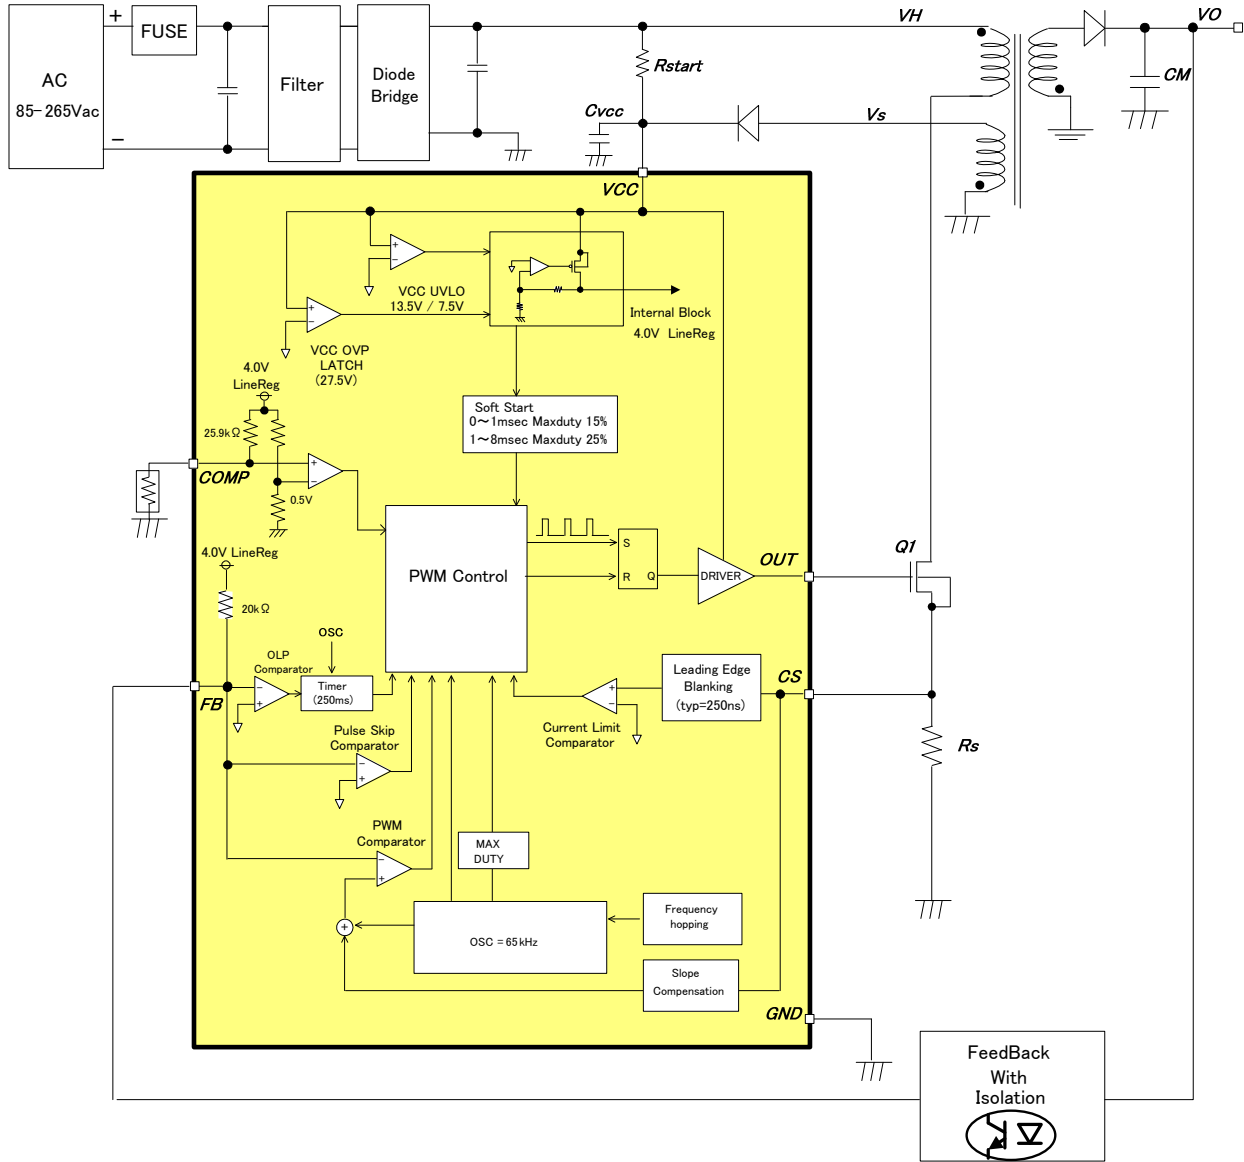 +
FUSE
AC
85-265Vac
−
Filter
Diode
Bridge
VH
VO
Rstart
CM
Cvcc
Vs
VCC
+
−
+
−
VCC UVLO
13.5V / 7.5V
Internal Block
4.0V LineReg
VCC OVP
LATCH
(27.5V)
4.0V
LineReg
25.9kΩ
Soft Start
0～1msec Maxduty 15%
1～8msec Maxduty 25%
COMP
+
−
0.5V
4.0V LineReg
20kΩ
PWM Control
S
R
Q
DRIVER
OUT
Q1
OSC
OLP
Comparator
Timer
(250ms)
−
+
FB
Leading Edge
Blanking
(typ=250ns)
CS
+
−
Current Limit
Comparator
Pulse Skip
Comparator
−
+
Rs
PWM
Comparator
−
+
MAX
DUTY
+
OSC = 65kHz
Frequency
hopping
Slope
Compensation
GND
FeedBack
With
Isolation